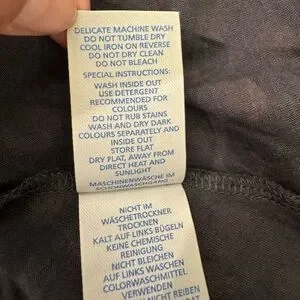 DELICATE MACHINE WASH
DO NOT TUMBLE DRY
COOL IRON ON REVERSE
DO NOT DRY CLEAN
DO NOT BLEACH
SPECIAL INSTRUCTIONS:
WASH INSIDE OUT
USE DETERGENT
RECOMMENDED FOR
COLOURS
DO NOT RUB STAINS
WASH AND DRY DARK
COLOURS SEPARATELY AND
INSIDE OUT
STORE FLAT
DRY FLAT, AWAY FROM
DIRECT HEAT AND
SUNLIGHT
MASCHINENWÄSCHE IM
SCHONWASCHGANG
NICHT IM
WÄSCHETROCKNER
TROCKNEN
KALT AUF LINKS BÜGELN
KEINE CHEMISCHE
REINIGUNG
NICHT BLEICHEN
AUF LINKS WASCHEN
COLORWASCHMITTEL
VERWENDEN